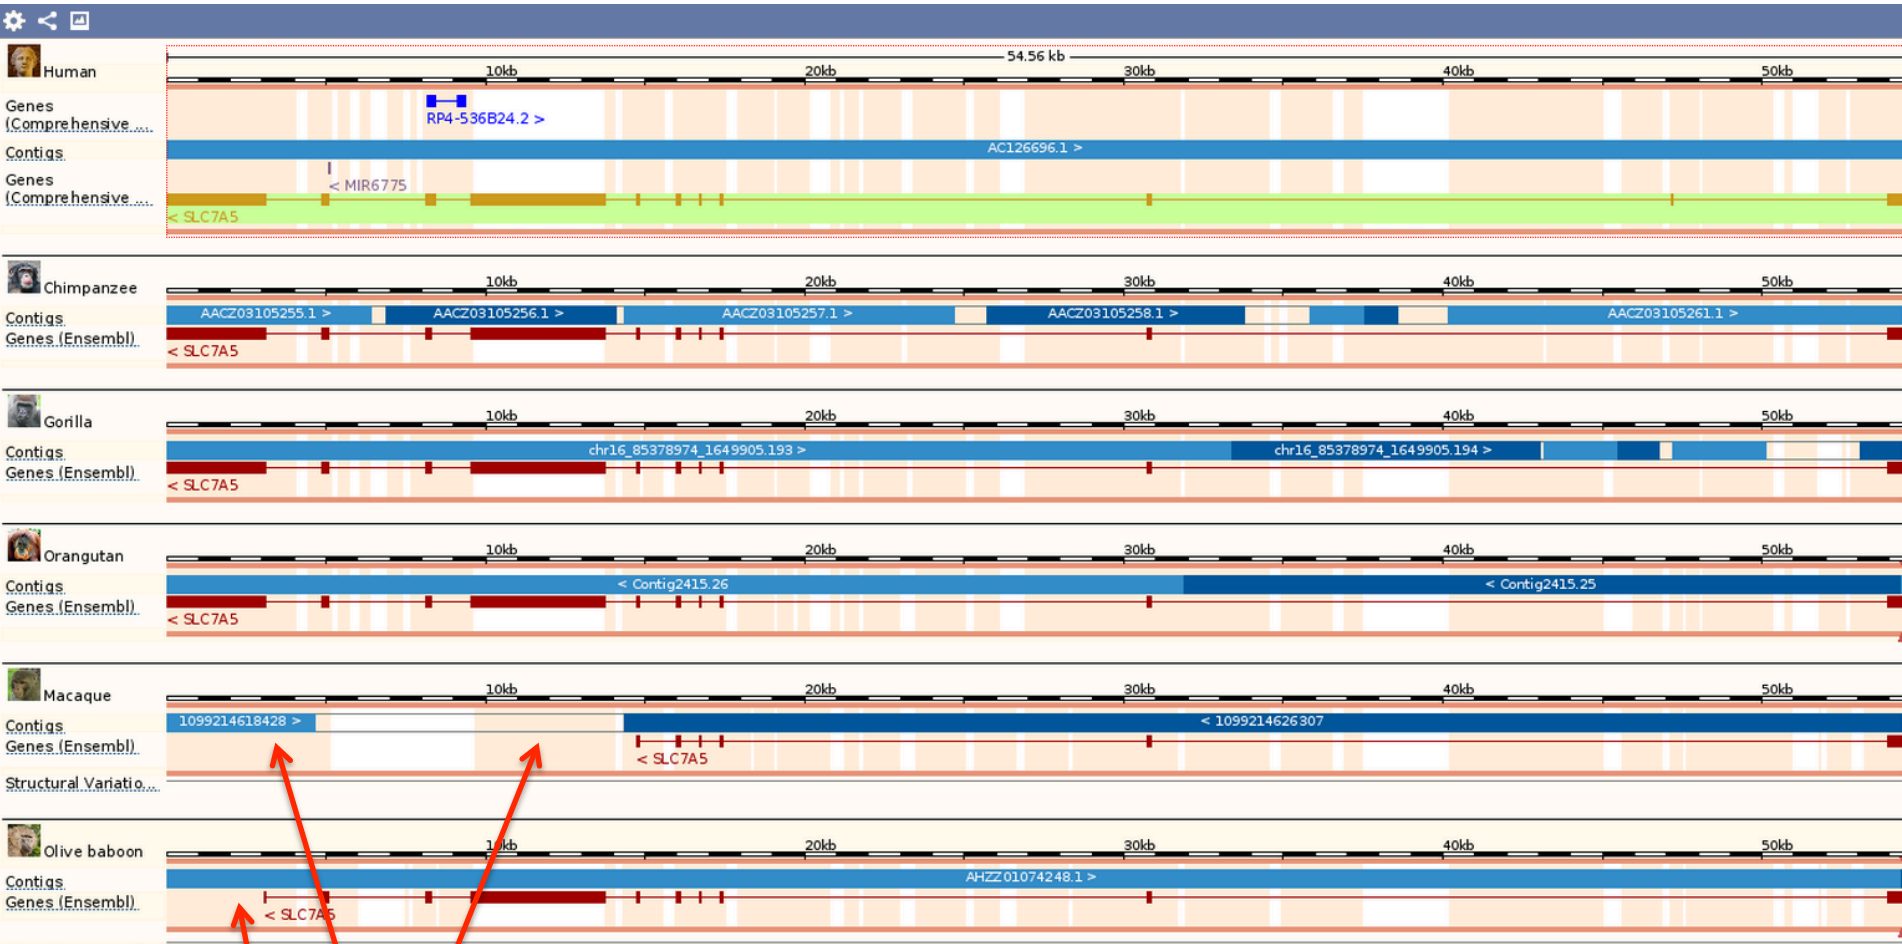 54.56 kb
Human
10kb 20kb 30kb 40kb 50kb
Genes
(Comprehensive ...
RP4-536B24.2 >
Contigs
AC126696.1 >
Genes
(Comprehensive ...
< MIR6775
< SLC7A5
Chimpanzee
10kb 20kb 30kb 40kb 50kb
Contigs
AACZ03105255.1 > AACZ03105256.1 > AACZ03105257.1 > AACZ03105258.1 > AACZ03105261.1 >
Genes (Ensembl)
< SLC7A5
Gorilla
10kb 20kb 30kb 40kb 50kb
Contigs
chr16_85378974_1649905.193 > chr16_85378974_1649905.194 >
Genes (Ensembl)
< SLC7A5
Orangutan
10kb 20kb 30kb 40kb 50kb
Contigs
< Contig2415.26 < Contig2415.25
Genes (Ensembl)
< SLC7A5
Macaque
10kb 20kb 30kb 40kb 50kb
Contigs
1099214618428 > < 1099214626307
Genes (Ensembl)
< SLC7A5
Structural Variatio...
Olive baboon
10kb 20kb 30kb 40kb 50kb
Contigs
AHZZ01074248.1 >
Genes (Ensembl)
< SLC7A5